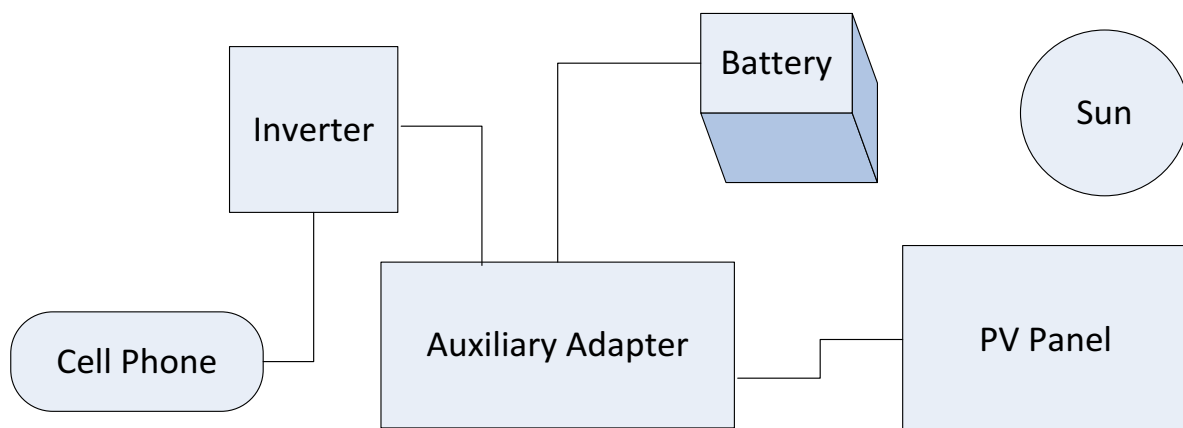 Battery
Sun
Inverter
Auxiliary Adapter
PV Panel
Cell Phone